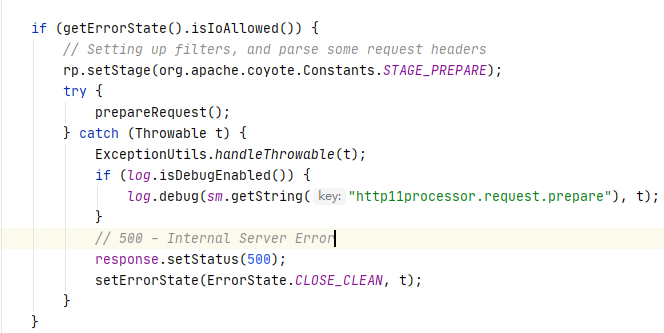 if (getErrorState().isIoAllowed()) {
    // Setting up filters, and parse some request headers
    rp.setStage(org.apache.coyote.Constants.STAGE_PREPARE);
    try {
        prepareRequest();
    } catch (Throwable t) {
        ExceptionUtils.handleThrowable(t);
        if (log.isDebugEnabled()) {
            log.debug(sm.getString( key: "http11processor.request.prepare"), t);
        }
        // 500 - Internal Server Error
        response.setStatus(500);
        setErrorState(ErrorState.CLOSE_CLEAN, t);
    }
}